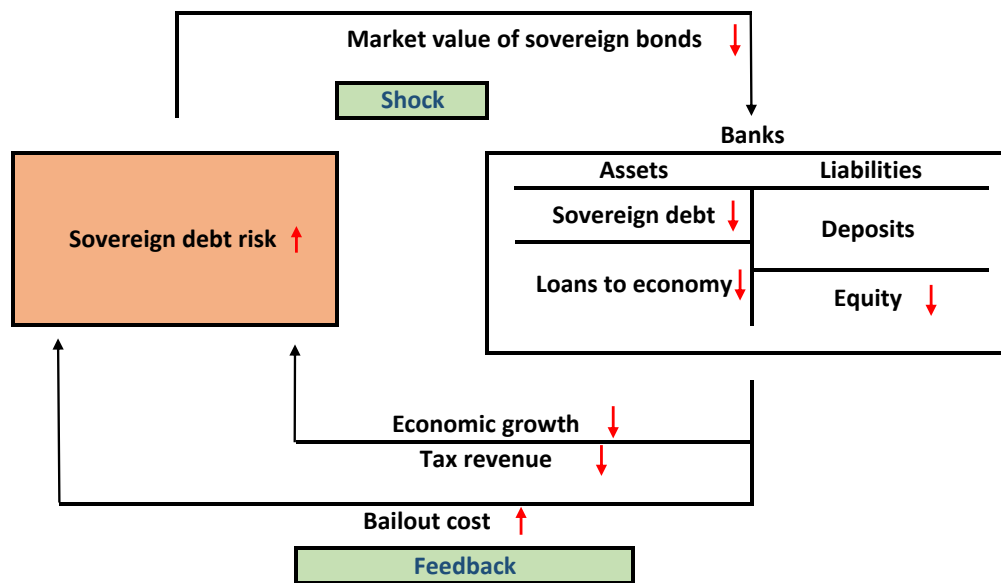 Market value of sovereign bonds
Shock
Banks
Assets
Liabilities
Sovereign debt risk
Sovereign debt
Deposits
Loans to economy
Equity
Economic growth
Tax revenue
Bailout cost
Feedback